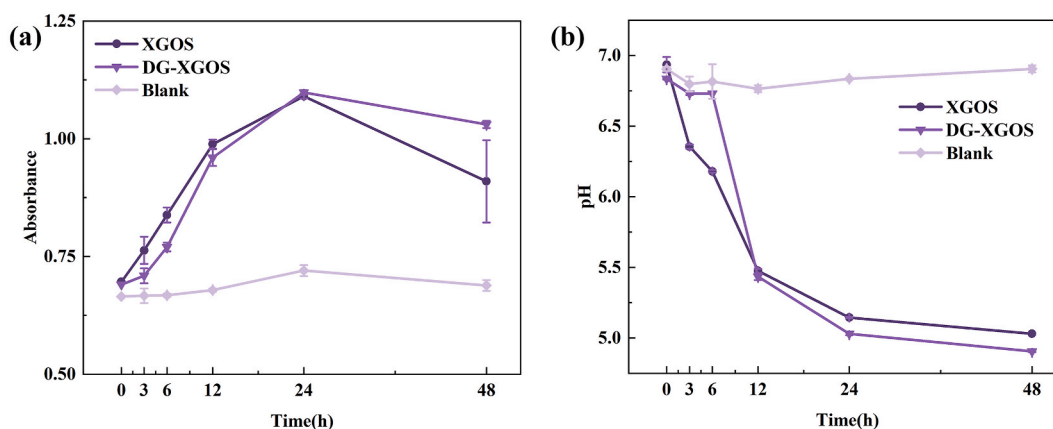 (a)
1.25
1.00
0.75
0.50
Absorbance
XGOS
DG-XGOS
Blank
0 3 6 12 24 48
Time(h)
(b)
7.0
6.75
6.0
5.5
5.0
pH
XGOS
DG-XGOS
Blank
0 3 6 12 24 48
Time(h)